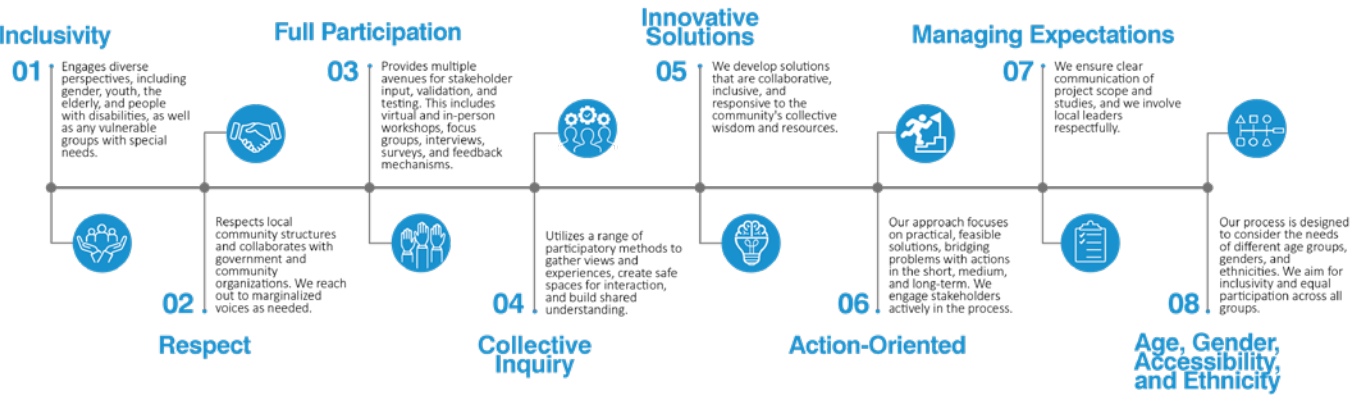 Inclusivity
01
Engages diverse
perspectives, including
gender, youth, the
elderly, and people
with disabilities, as well
as any vulnerable
groups with special
needs.
Respects local
community structures
and collaborates with
government and
community
organizations. We reach
out to marginalized
voices as needed.
02
Respect
Full Participation
03
Provides multiple
avenues for stakeholder
input, validation, and
testing. This includes
virtual and in-person
workshops, focus
groups, interviews,
surveys, and feedback
mechanisms.
Utilizes a range of
participatory methods to
gather views and
experiences, create safe
spaces for interaction,
and build shared
understanding.
04
Collective
Inquiry
Innovative
Solutions
05
We develop solutions
that are collaborative,
inclusive, and
responsive to the
community's collective
wisdom and resources.
Our approach focuses
on practical, feasible
solutions, bridging
problems with actions
in the short, medium,
and long-term. We
engage stakeholders
actively in the process.
06
Action-Oriented
Managing Expectations
07
We ensure clear
communication of
project scope and
studies, and we involve
local leaders
respectfully.
Our process is designed
to consider the needs
of different age groups,
genders, and
ethnicities. We aim for
inclusivity and equal
participation across all
groups.
08
Age, Gender,
Accessibility,
and Ethnicity